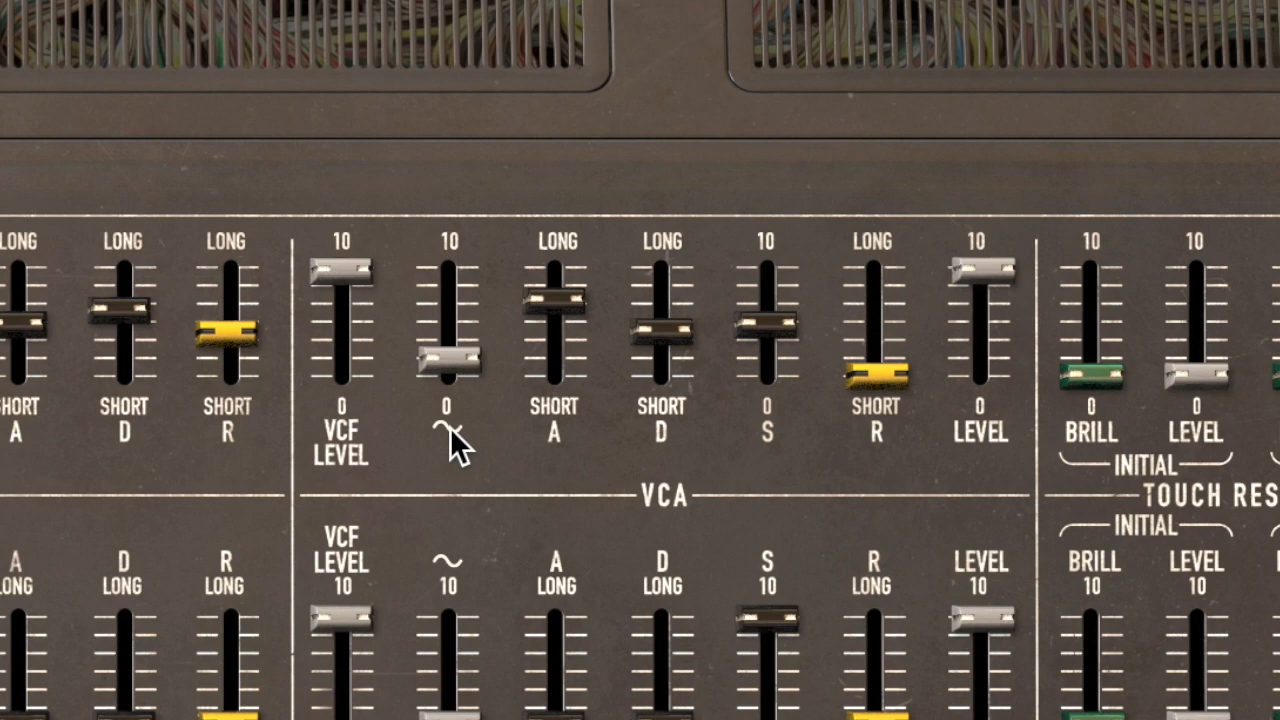 LONG LONG LONG 10 10 LONG LONG 10 LONG 10 10 10
SHORT SHORT SHORT 0 0 SHORT SHORT 0 SHORT 0 0 0
A D R VCF A D S R LEVEL BRILL LEVEL
LEVEL
INITIAL
VCA TOUCH RES
INITIAL
VCF
A D R LEVEL A D S R LEVEL BRILL LEVEL
LONG LONG LONG 10 10 LONG LONG 10 LONG 10 10 10